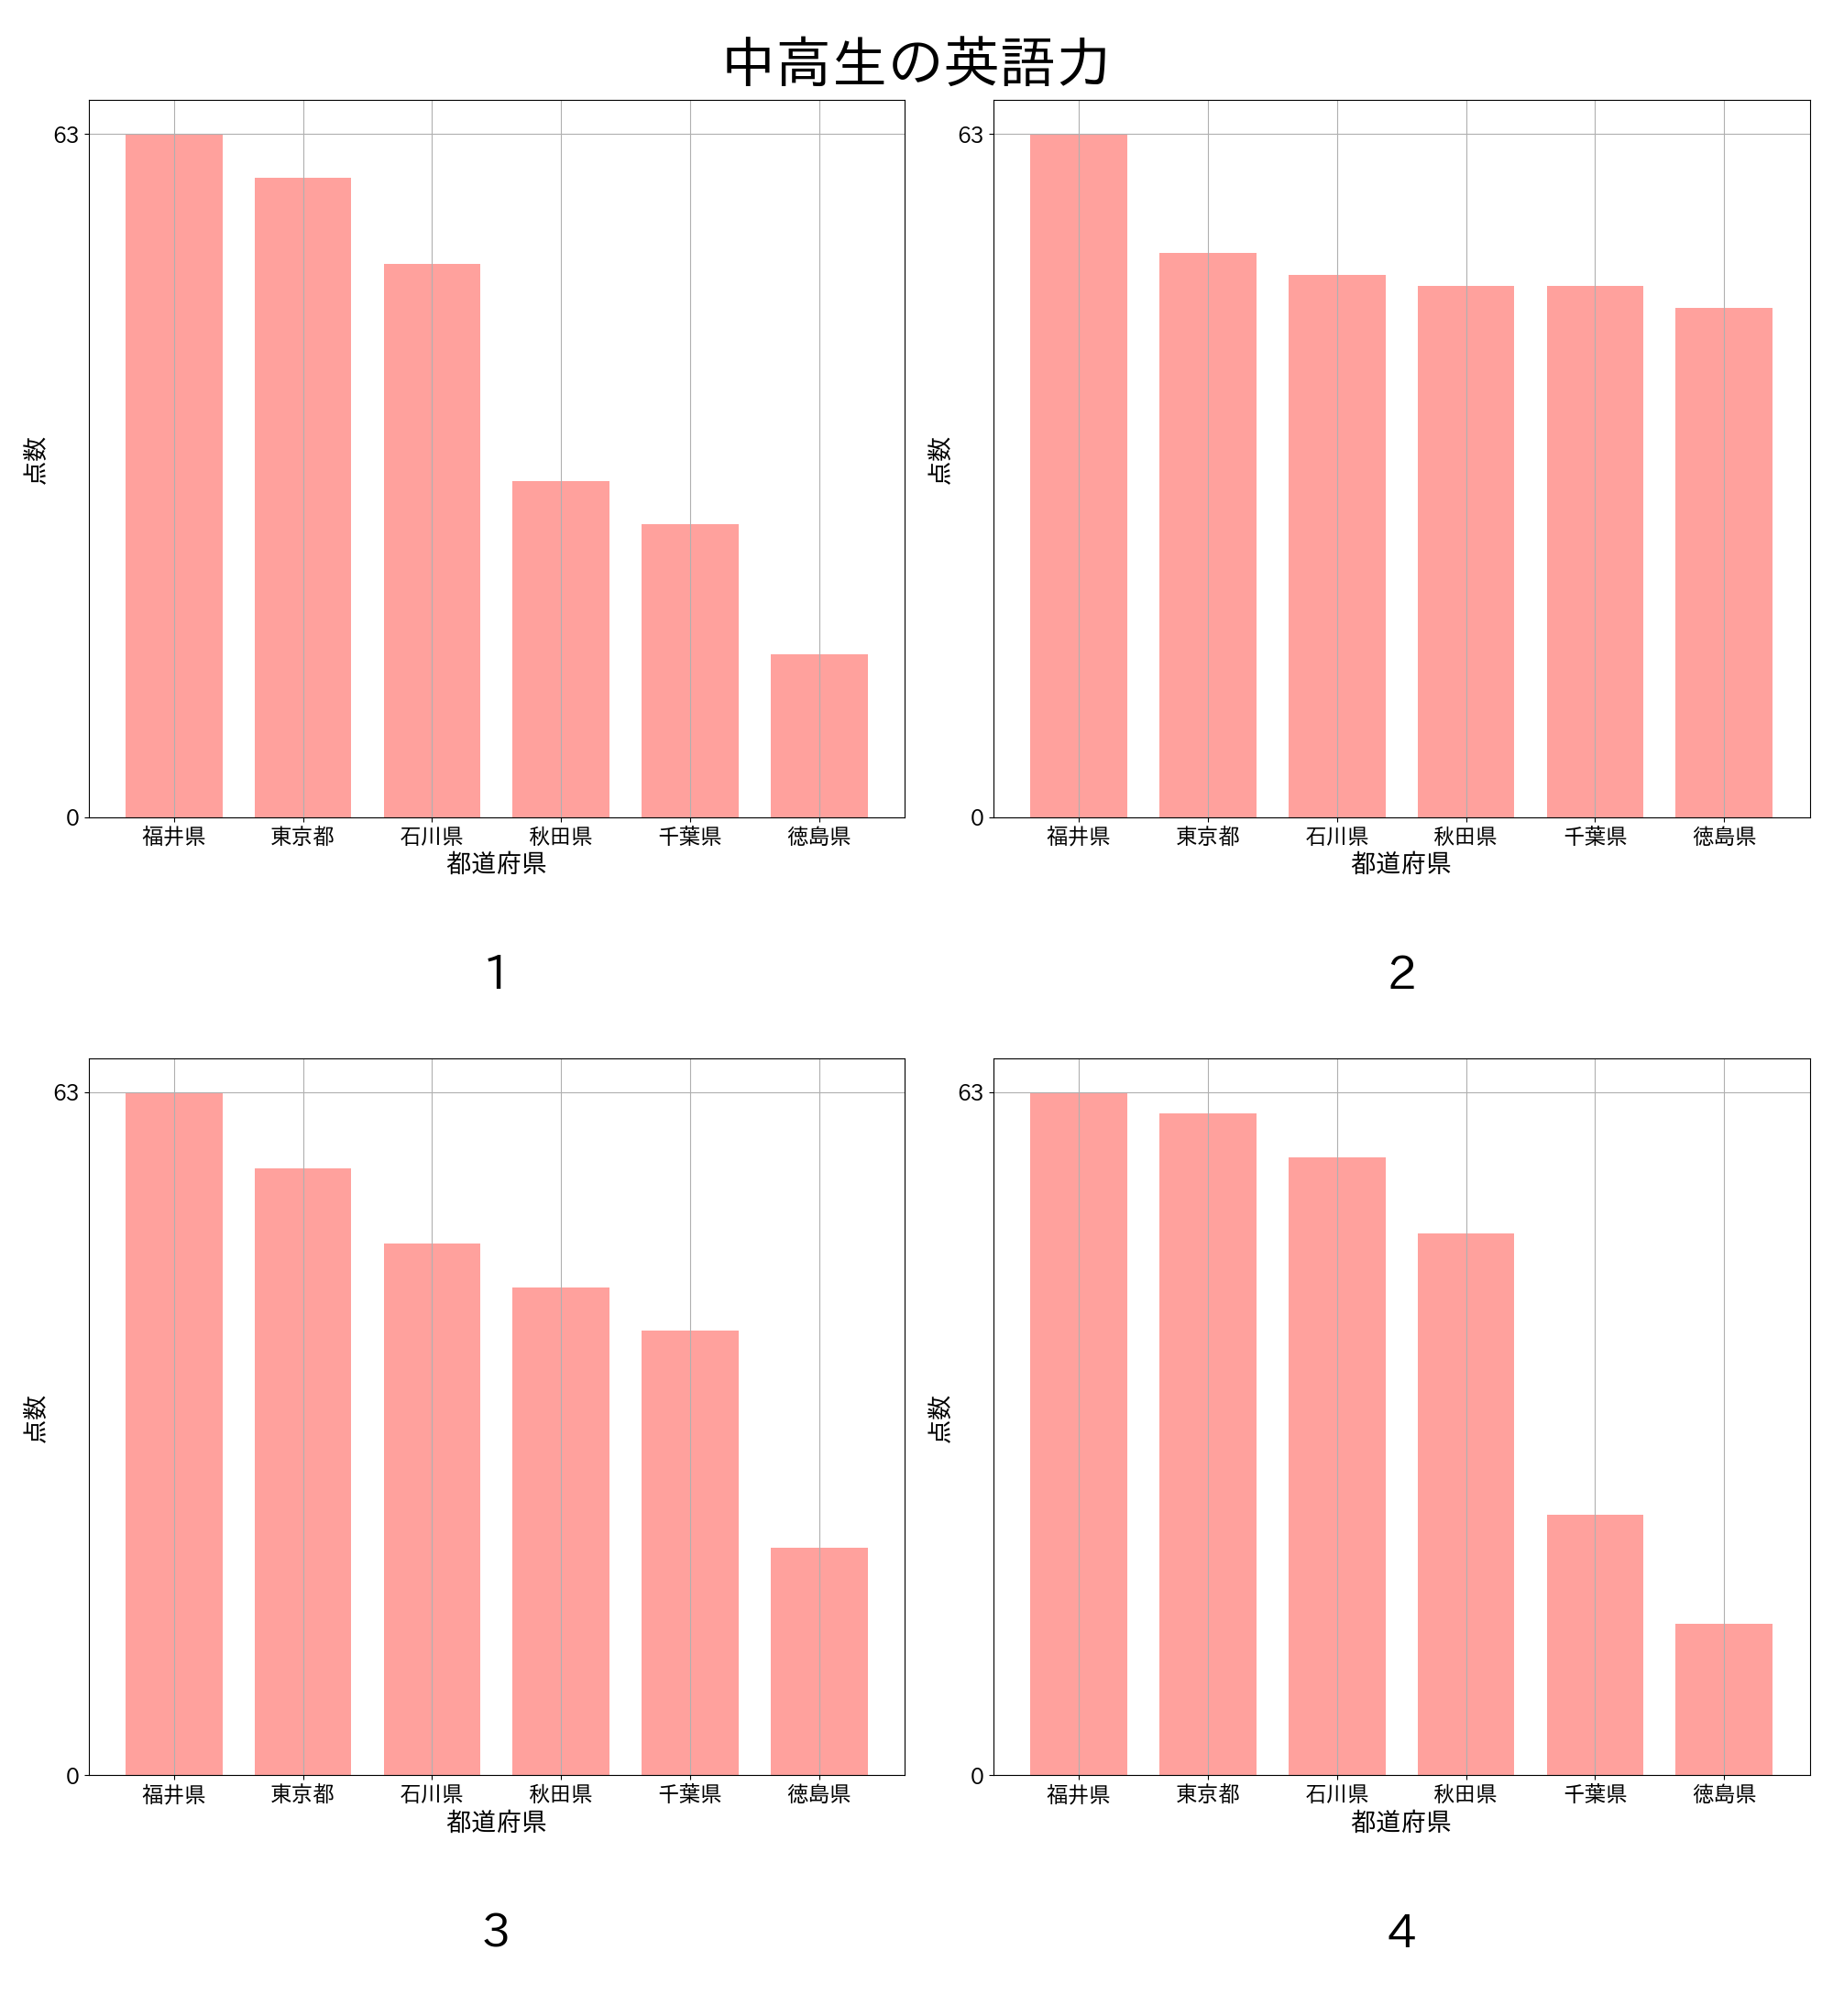 中高生の英語力
63
点数
0
福井県 東京都 石川県 秋田県 千葉県 徳島県
都道府県
1
63
点数
0
福井県 東京都 石川県 秋田県 千葉県 徳島県
都道府県
2
63
点数
0
福井県 東京都 石川県 秋田県 千葉県 徳島県
都道府県
3
63
点数
0
福井県 東京都 石川県 秋田県 千葉県 徳島県
都道府県
4